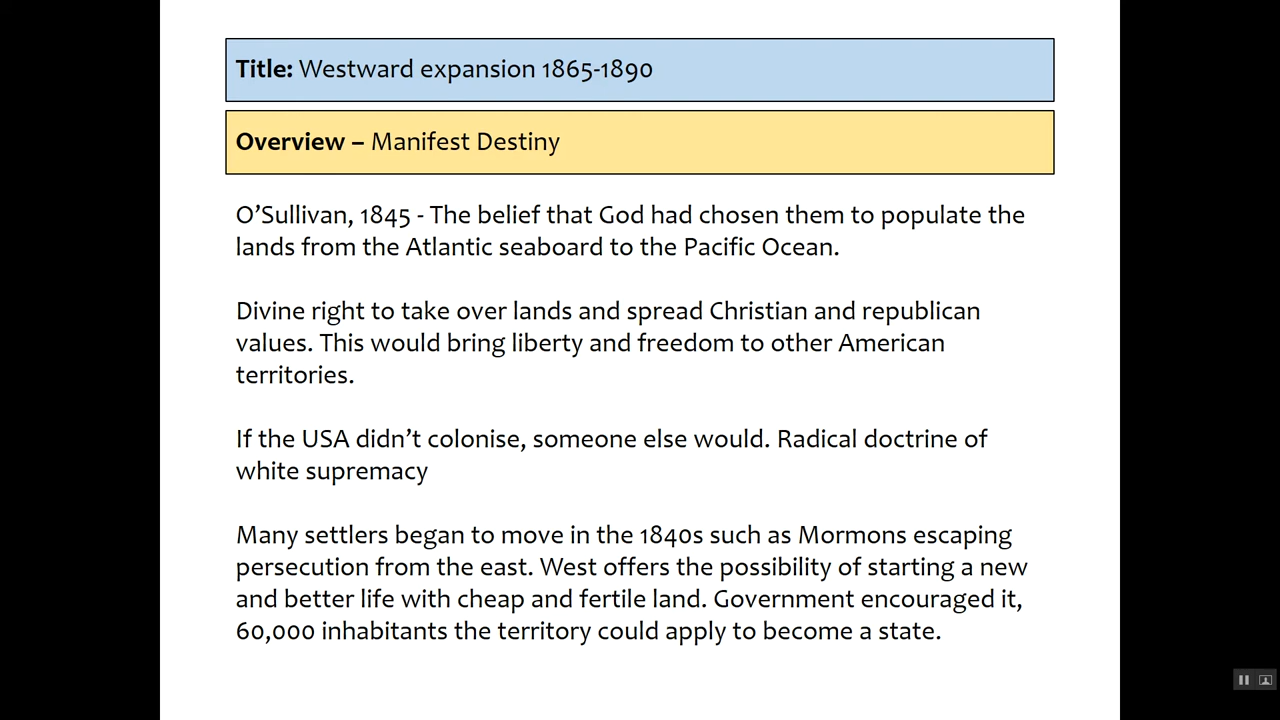 Title: Westward expansion 1865-1890
Overview – Manifest Destiny
O’Sullivan, 1845 - The belief that God had chosen them to populate the
lands from the Atlantic seaboard to the Pacific Ocean.
Divine right to take over lands and spread Christian and republican
values. This would bring liberty and freedom to other American
territories.
If the USA didn’t colonise, someone else would. Radical doctrine of
white supremacy
Many settlers began to move in the 1840s such as Mormons escaping
persecution from the east. West offers the possibility of starting a new
and better life with cheap and fertile land. Government encouraged it,
60,000 inhabitants the territory could apply to become a state.